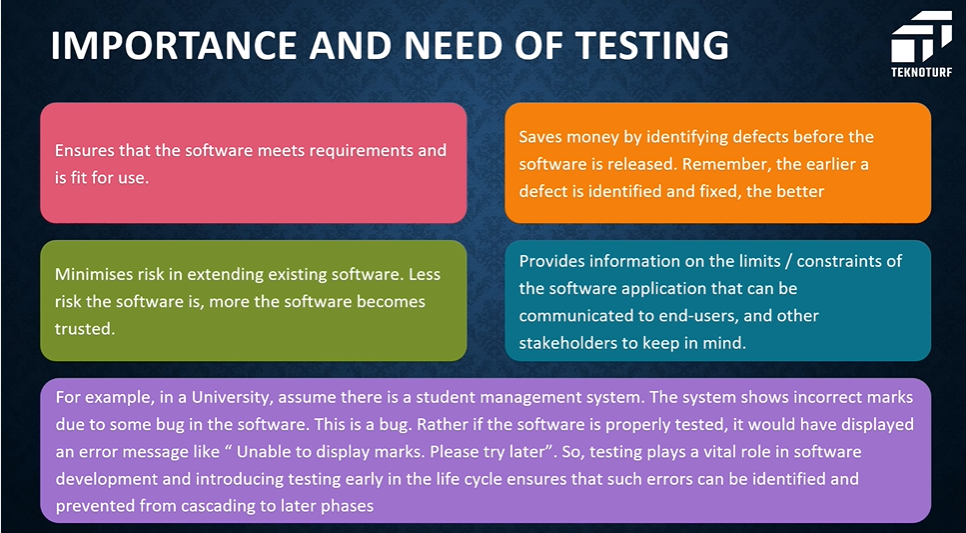 IMPORTANCE AND NEED OF TESTING
TEKNOTURF
Ensures that the software meets requirements and
is fit for use.
Saves money by identifying defects before the
software is released. Remember, the earlier a
defect is identified and fixed, the better
Minimises risk in extending existing software. Less
risk the software is, more the software becomes
trusted.
Provides information on the limits / constraints of
the software application that can be
communicated to end-users, and other
stakeholders to keep in mind.
For example, in a University, assume there is a student management system. The system shows incorrect marks
due to some bug in the software. This is a bug. Rather if the software is properly tested, it would have displayed
an error message like “ Unable to display marks. Please try later”. So, testing plays a vital role in software
development and introducing testing early in the life cycle ensures that such errors can be identified and
prevented from cascading to later phases